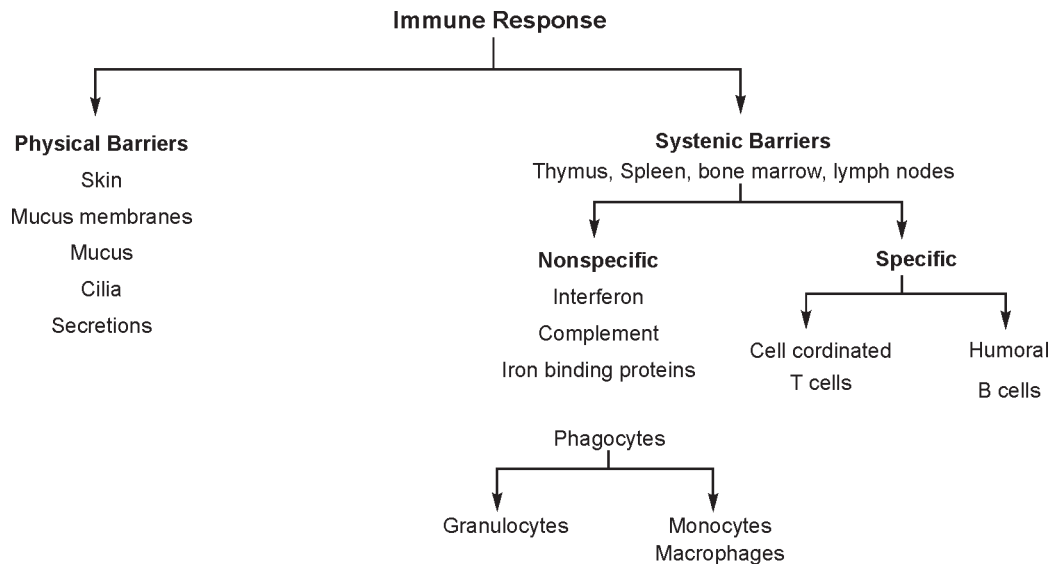 Immune Response
Physical Barriers
Skin
Mucus membranes
Mucus
Cilia
Secretions
Systenic Barriers
Thymus, Spleen, bone marrow, lymph nodes
Nonspecific
Interferon
Complement
Iron binding proteins
Specific
Cell cordinated
T cells
Humoral
B cells
Phagocytes
Granulocytes
Monocytes
Macrophages